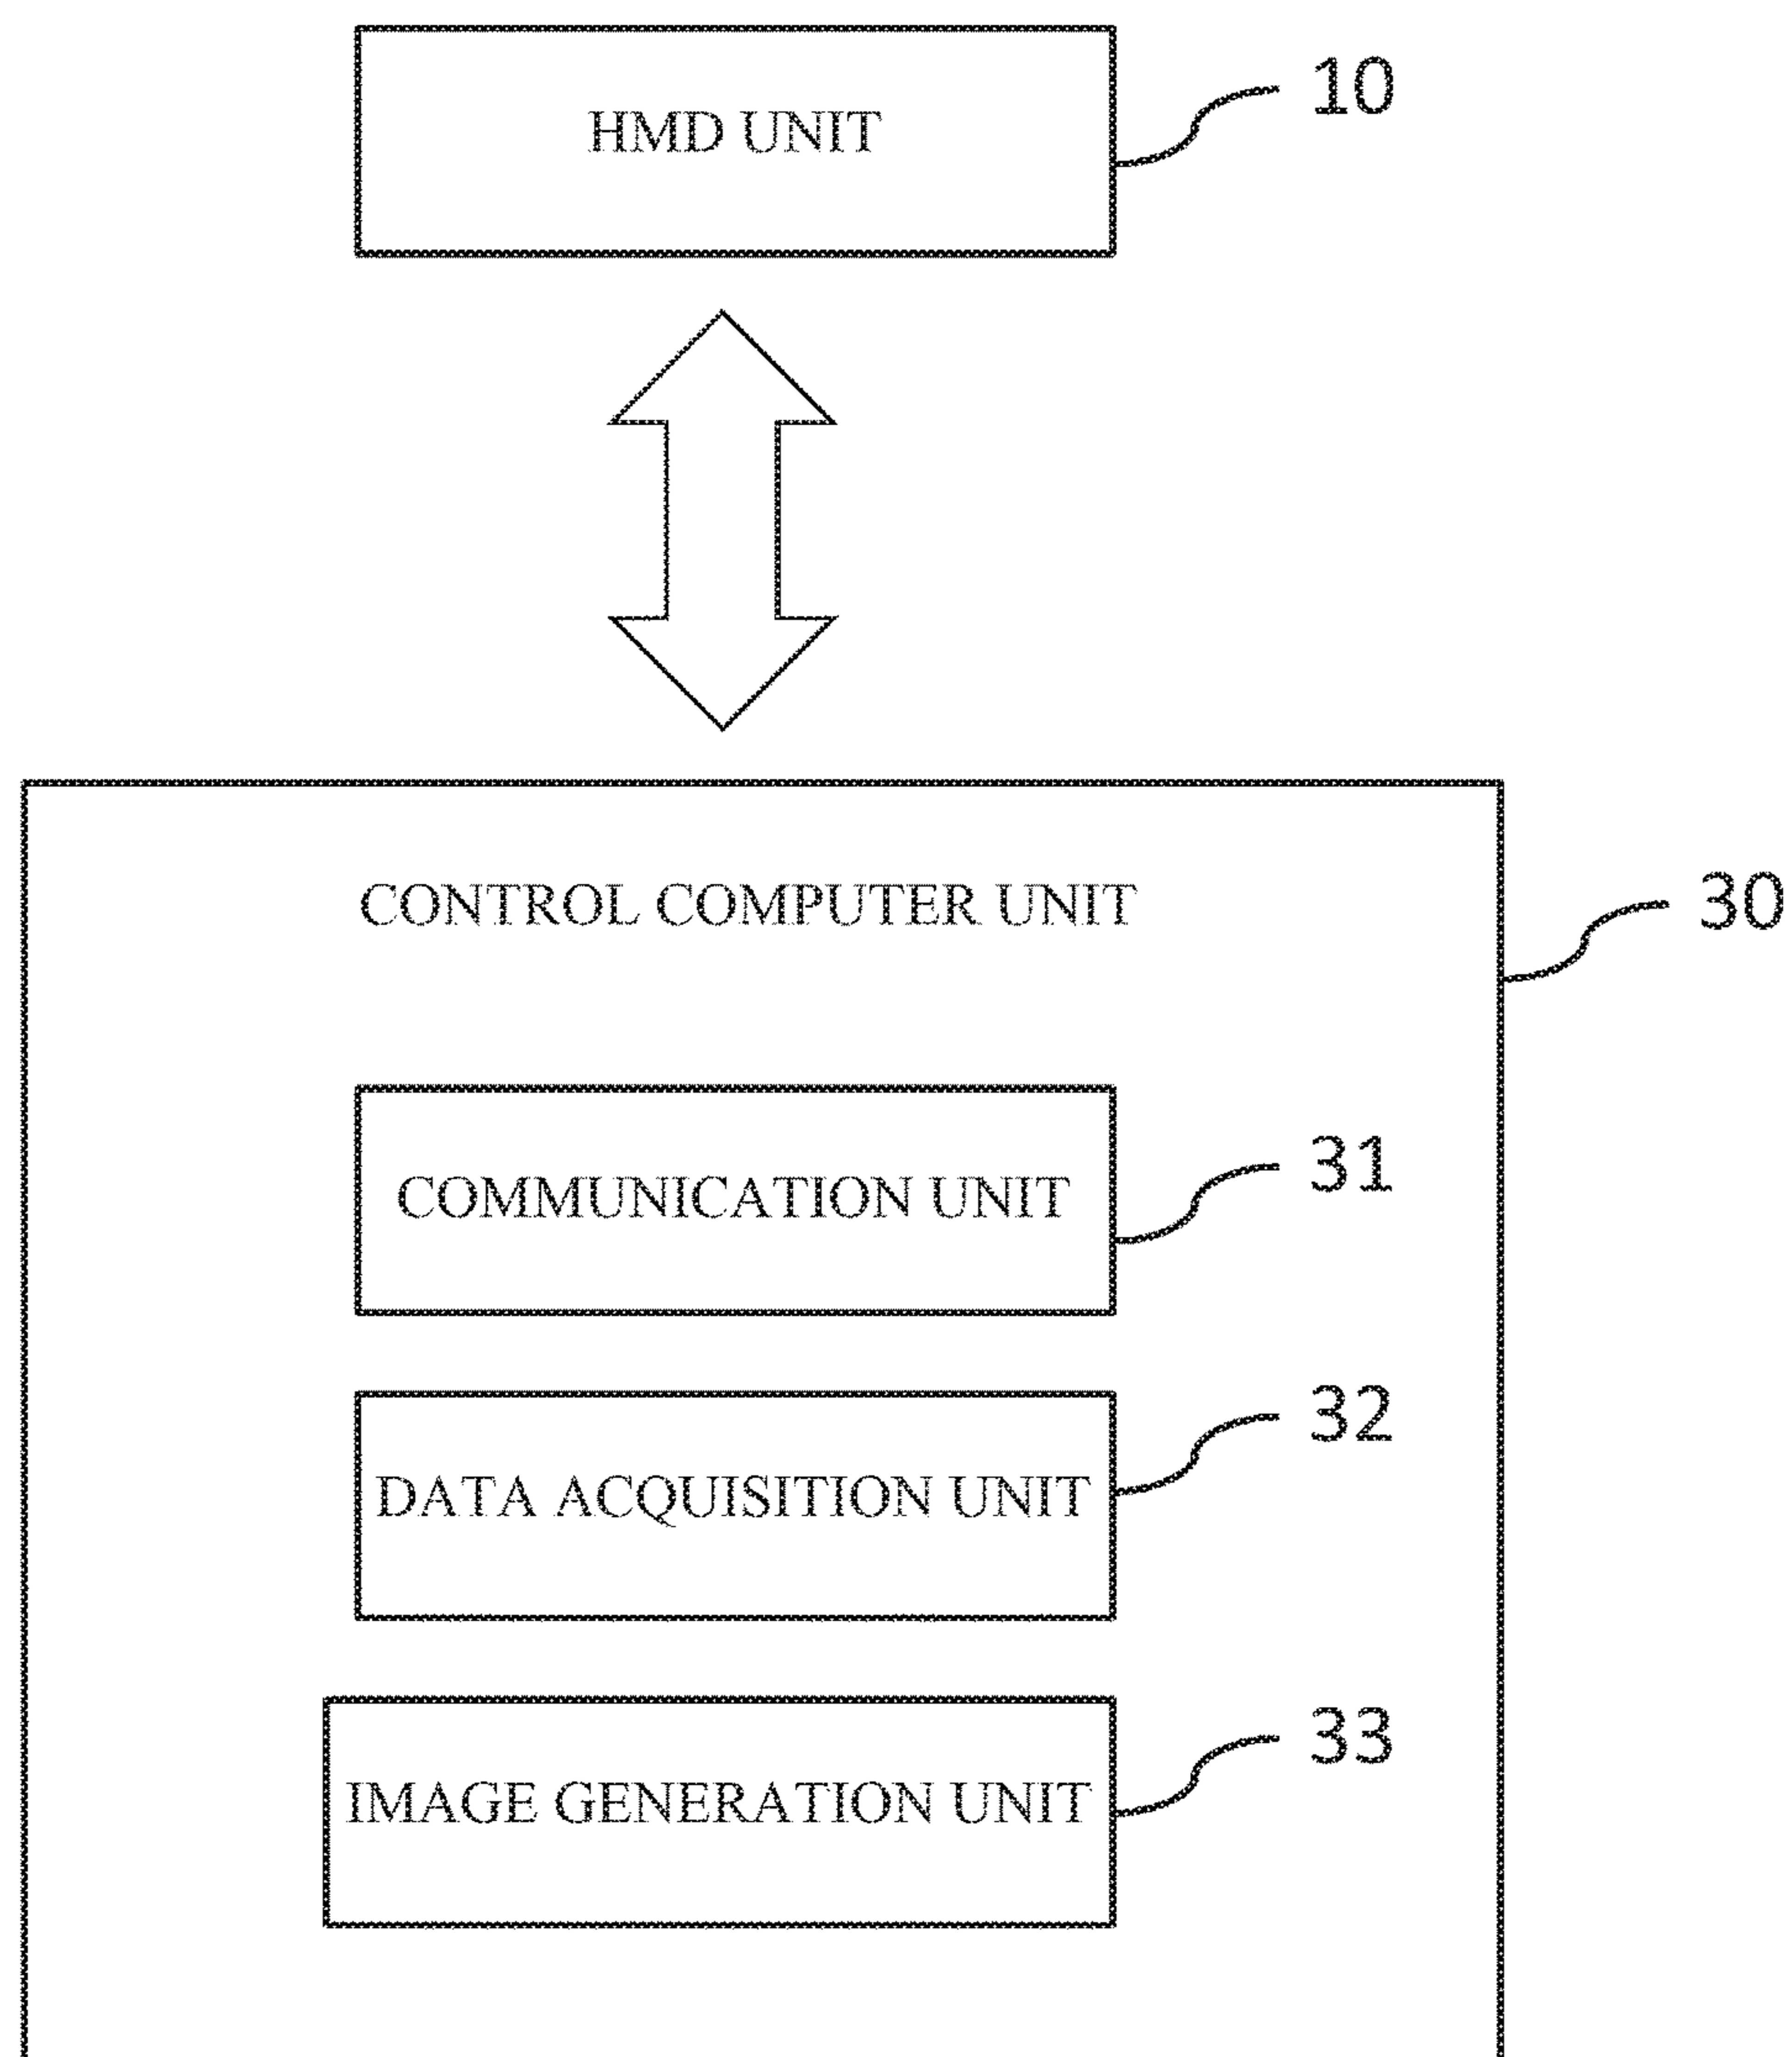 HMD UNIT 10
CONTROL COMPUTER UNIT 30
COMMUNICATION UNIT 31
DATA ACQUISITION UNIT 32
IMAGE GENERATION UNIT 33